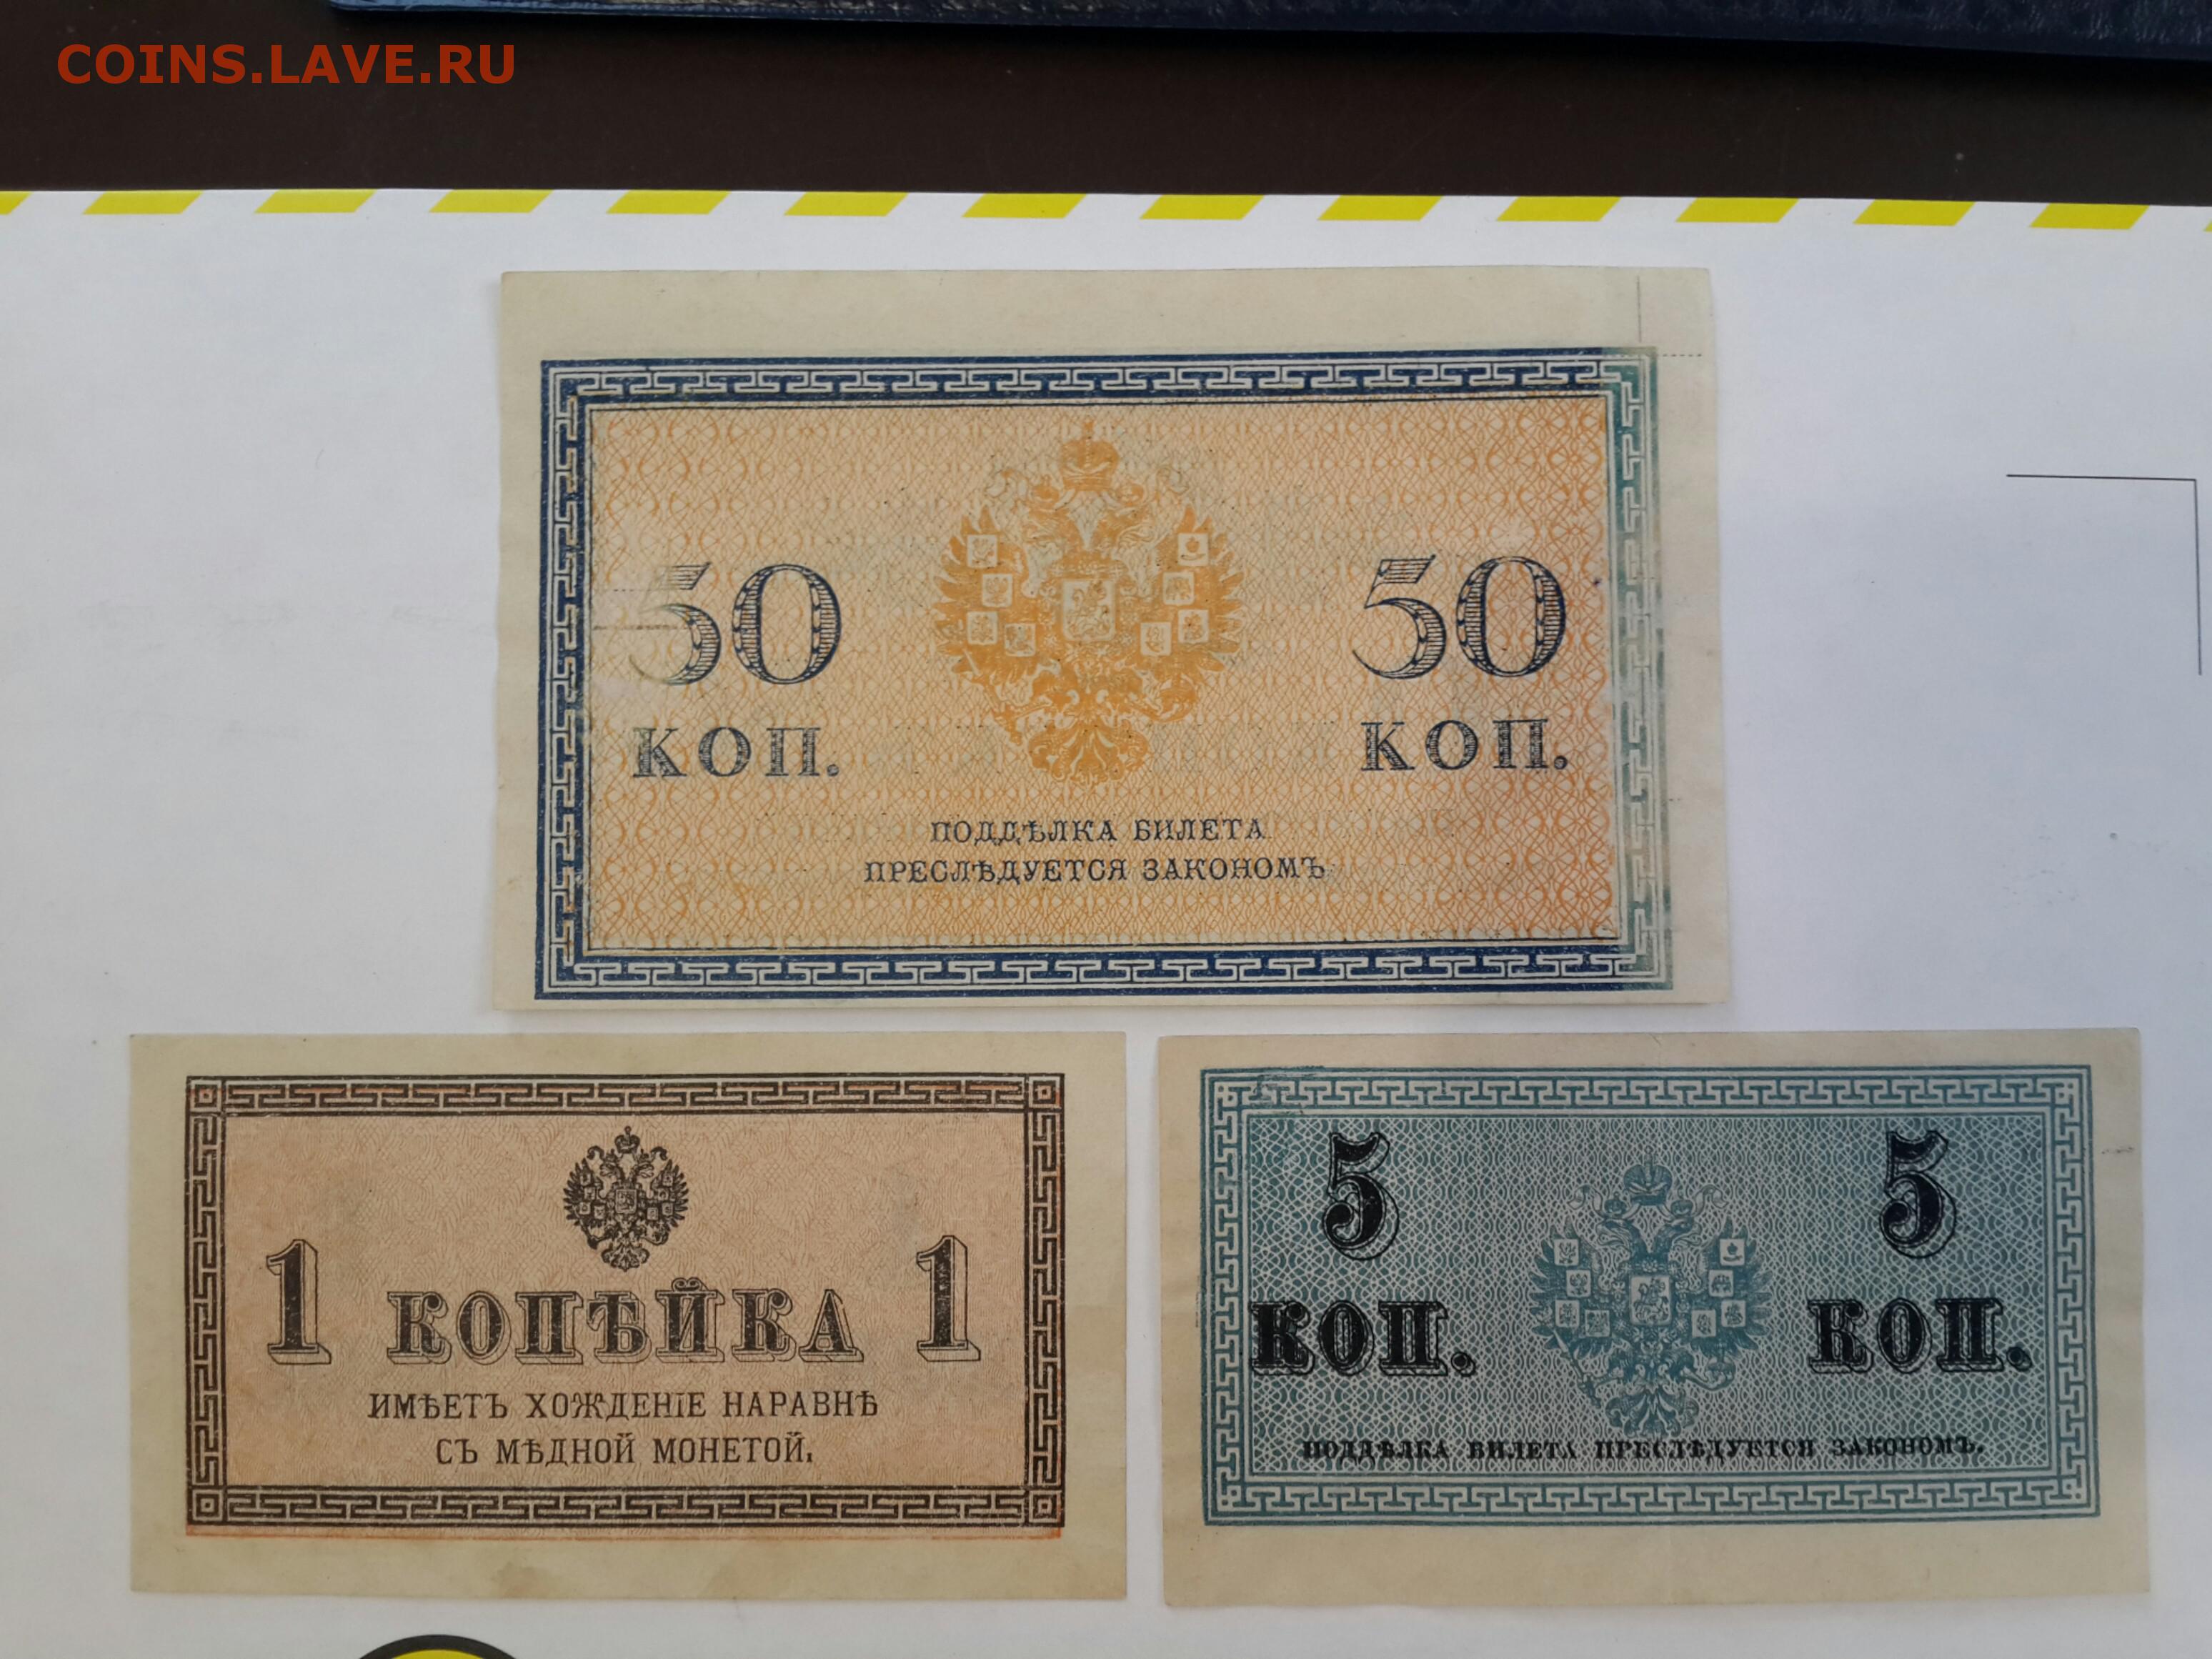 COINS.LAVE.RU
50 50
КОП. КОП.
ПОДДѢЛКА БИЛЕТА
ПРЕСЛѢДУЕТСЯ ЗАКОНОМЪ
1 КОПѢЙКА 1
ИМѢЕТЪ ХОЖДЕНІЕ НАРАВНѢ
СЪ МѢДНОЙ МОНЕТОЙ.
5 5
КОП. КОП.
ПОДДѢЛКА БИЛЕТА ПРЕСЛѢДУЕТСЯ ЗАКОНОМЪ.